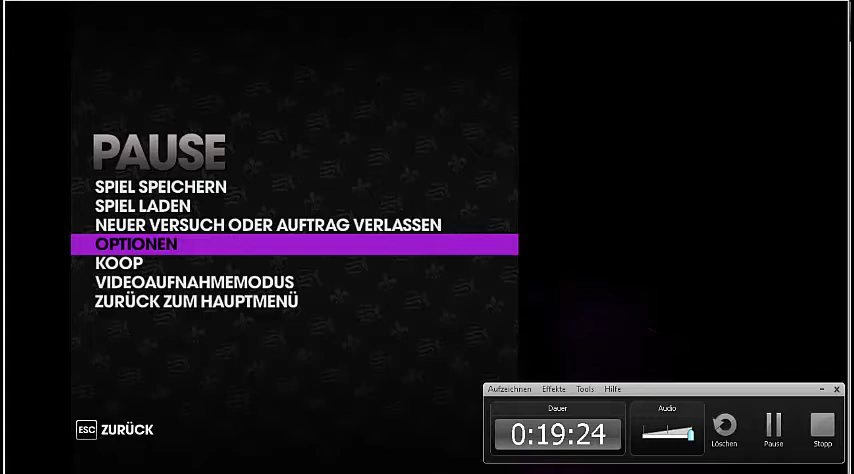 PAUSE
SPIEL SPEICHERN
SPIEL LADEN
NEUER VERSUCH ODER AUFTRAG VERLASSEN
OPTIONEN
KOOP
VIDEOAUFNAHMEMODUS
ZURÜCK ZUM HAUPTMENÜ
ESC ZURÜCK
Aufzeichnen Effekte Tools Hilfe
Dauer Audio
0:19:24
Löschen Pause Stopp